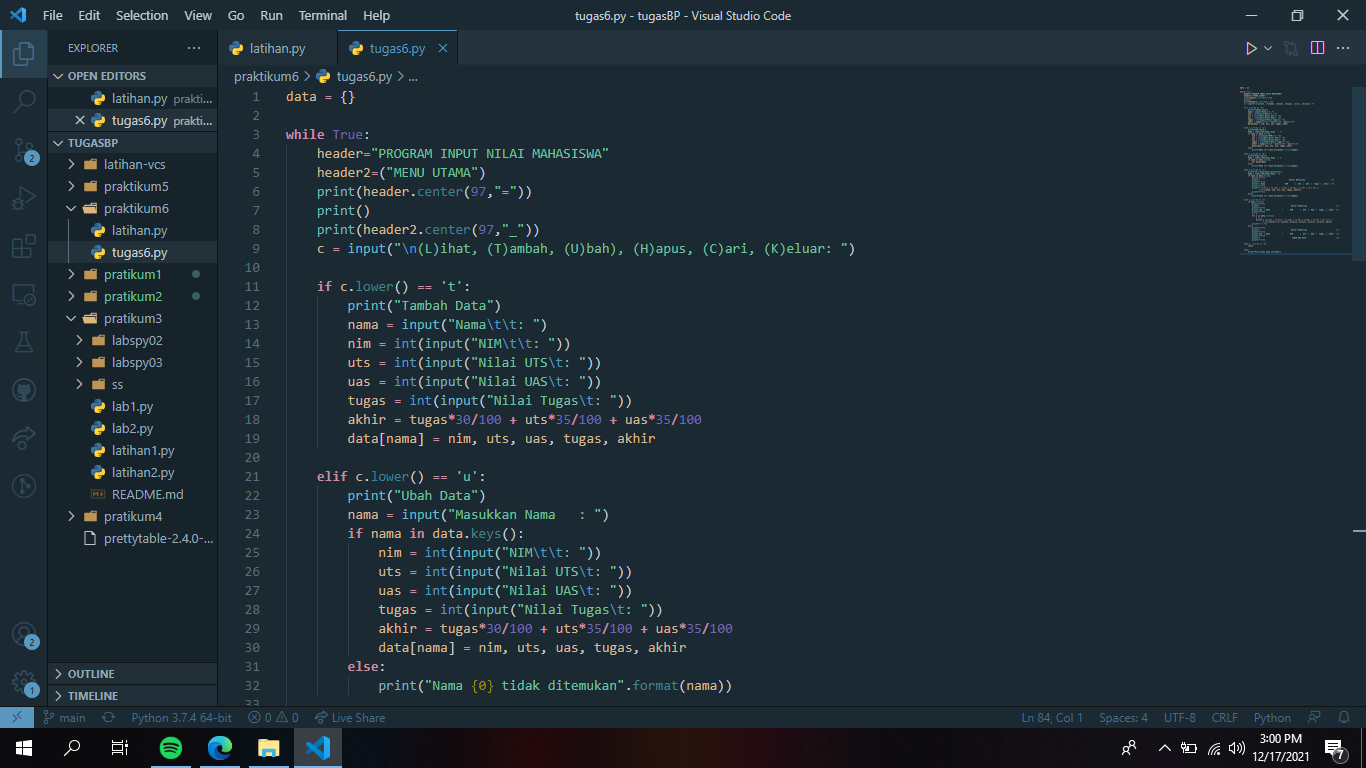 File Edit Selection View Go Run Terminal Help tugas6.py - tugasBP - Visual Studio Code
EXPLORER
OPEN EDITORS
latihan.py prakti...
tugas6.py prakti...
TUGASBP
latihan-vcs
praktikum5
praktikum6
latihan.py
tugas6.py
pratikum1
pratikum2
pratikum3
labspy02
labspy03
ss
lab1.py
lab2.py
latihan1.py
latihan2.py
README.md
pratikum4
prettytable-2.4.0-...
OUTLINE
TIMELINE
2
2
1
latihan.py tugas6.py
praktikum6 > tugas6.py > ...
1 data = {}
2
3 while True:
4     header="PROGRAM INPUT NILAI MAHASISWA"
5     header2=("MENU UTAMA")
6     print(header.center(97,"="))
7     print()
8     print(header2.center(97,"_"))
9     c = input("\n(L)ihat, (T)ambah, (U)bah), (H)apus, (C)ari, (K)eluar: ")
10
11     if c.lower() == 't':
12         print("Tambah Data")
13         nama = input("Nama\t\t: ")
14         nim = int(input("NIM\t\t: "))
15         uts = int(input("Nilai UTS\t: "))
16         uas = int(input("Nilai UAS\t: "))
17         tugas = int(input("Nilai Tugas\t: "))
18         akhir = tugas*30/100 + uts*35/100 + uas*35/100
19         data[nama] = nim, uts, uas, tugas, akhir
20
21     elif c.lower() == 'u':
22         print("Ubah Data")
23         nama = input("Masukkan Nama   : ")
24         if nama in data.keys():
25             nim = int(input("NIM\t\t: "))
26             uts = int(input("Nilai UTS\t: "))
27             uas = int(input("Nilai UAS\t: "))
28             tugas = int(input("Nilai Tugas\t: "))
29             akhir = tugas*30/100 + uts*35/100 + uas*35/100
30             data[nama] = nim, uts, uas, tugas, akhir
31         else:
32             print("Nama {0} tidak ditemukan".format(nama))
33
main Python 3.7.4 64-bit 0 0 Live Share Ln 84, Col 1 Spaces: 4 UTF-8 CRLF Python
3:00 PM
12/17/2021
7